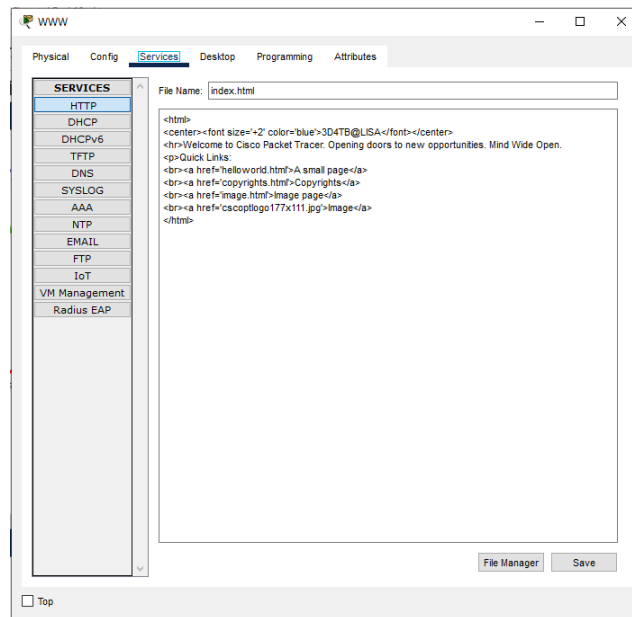 WWW
Physical Config Services Desktop Programming Attributes
SERVICES
HTTP
DHCP
DHCPv6
TFTP
DNS
SYSLOG
AAA
NTP
EMAIL
FTP
IoT
VM Management
Radius EAP
File Name: index.html
<html>
<center><font size='+2' color='blue'>3D4TB@LISA</font></center>
<hr>Welcome to Cisco Packet Tracer. Opening doors to new opportunities. Mind Wide Open.
<p>Quick Links:
<br><a href='helloworld.html'>A small page</a>
<br><a href='copyrights.html'>Copyrights</a>
<br><a href='image.html'>Image page</a>
<br><a href='cscoptlogo177x111.jpg'>Image</a>
</html>
File Manager Save
Top